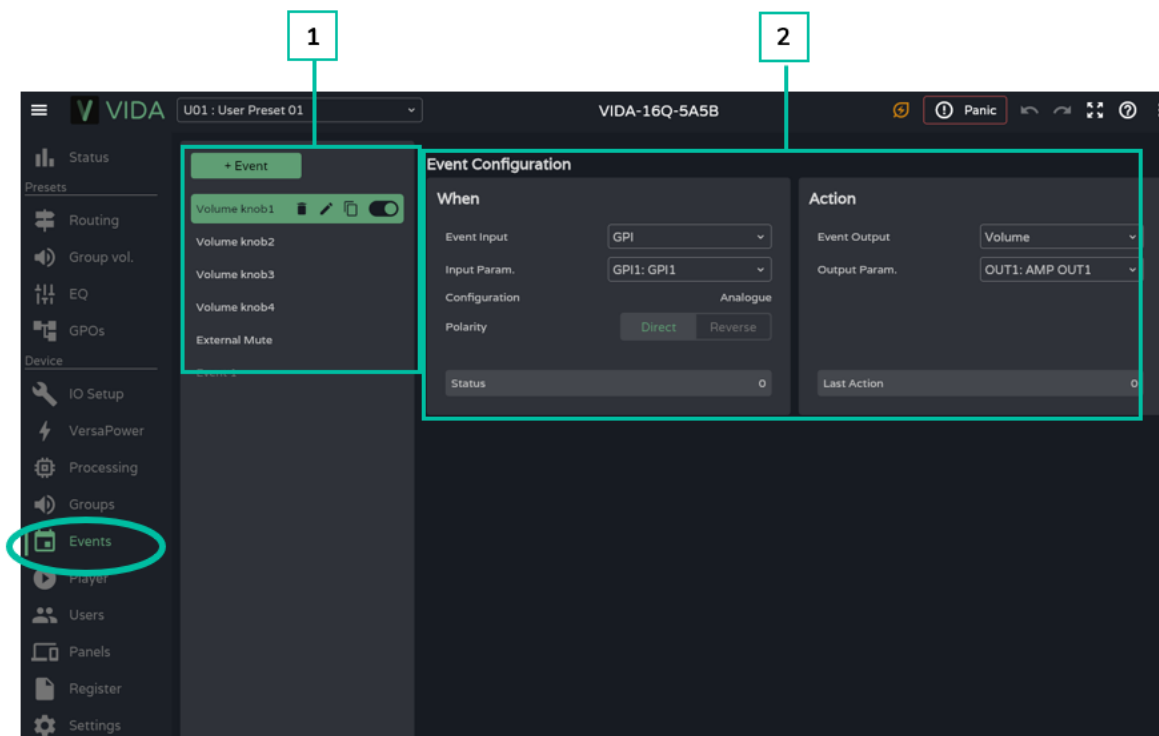 1
2
VIDA
U01 : User Preset 01
VIDA-16Q-5A5B
Panic
Status
Presets
Routing
Group vol.
EQ
GPOs
Device
IO Setup
VersaPower
Processing
Groups
Events
Player
Users
Panels
Register
Settings
+ Event
Volume knob1
Volume knob2
Volume knob3
Volume knob4
External Mute
Event 1
Event Configuration
When
Event Input GPI
Input Param. GPI1: GPI1
Configuration Analogue
Polarity Direct Reverse
Status 0
Action
Event Output Volume
Output Param. OUT1: AMP OUT1
Last Action 0